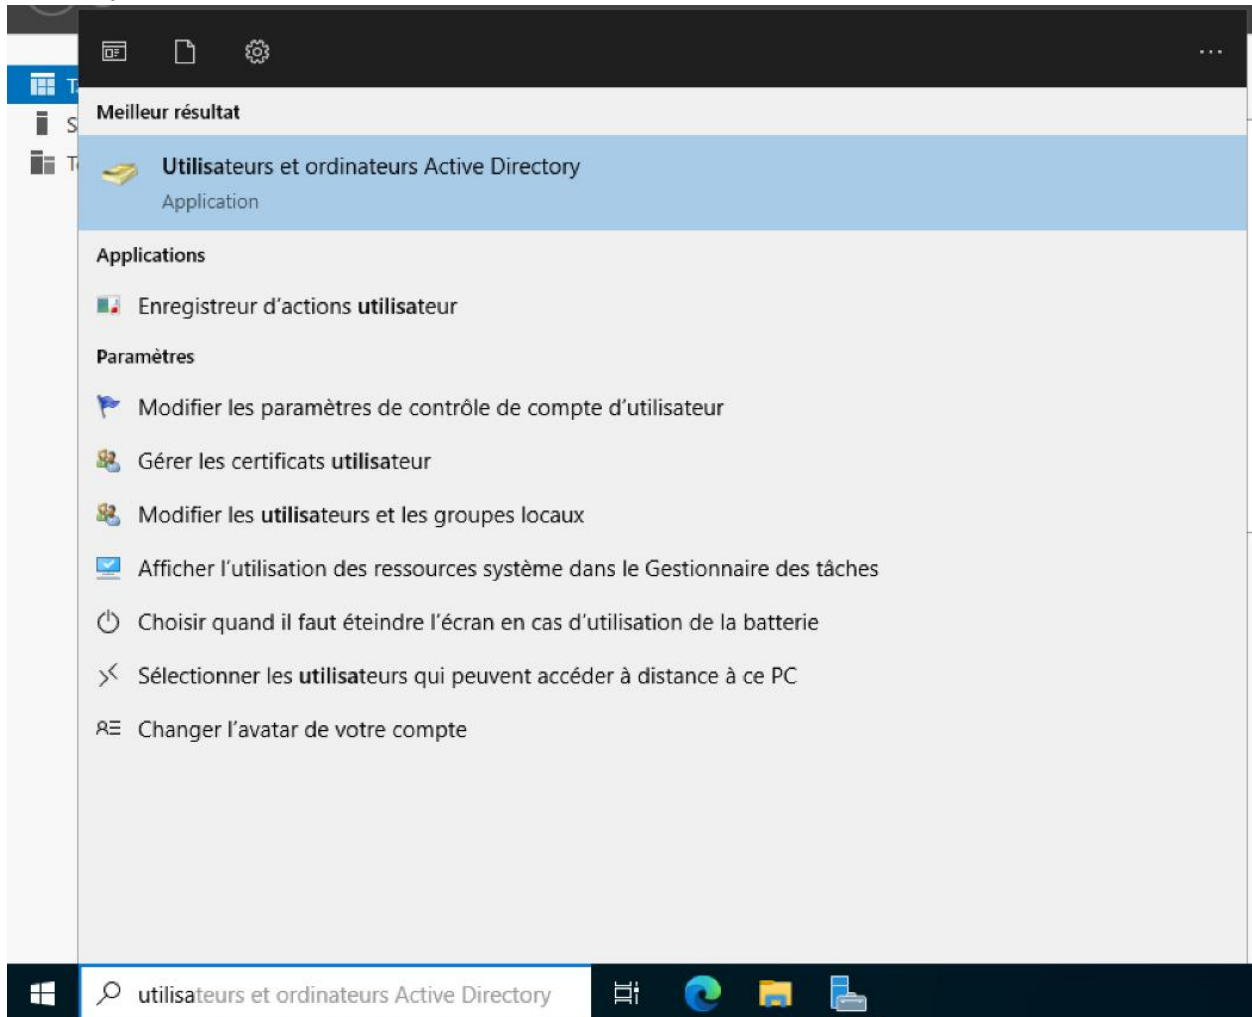 T
S
T
Meilleur résultat
Utilisateurs et ordinateurs Active Directory
Application
Applications
Enregistreur d’actions utilisateur
Paramètres
Modifier les paramètres de contrôle de compte d’utilisateur
Gérer les certificats utilisateur
Modifier les utilisateurs et les groupes locaux
Afficher l’utilisation des ressources système dans le Gestionnaire des tâches
Choisir quand il faut éteindre l’écran en cas d’utilisation de la batterie
Sélectionner les utilisateurs qui peuvent accéder à distance à ce PC
Changer l’avatar de votre compte
utilisateurs et ordinateurs Active Directory